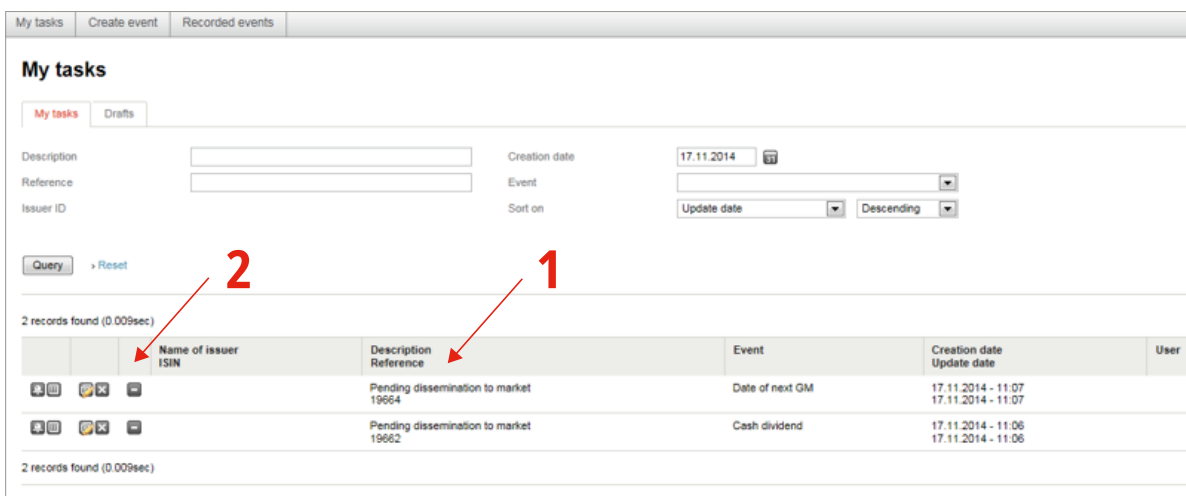 My tasks Create event Recorded events
My tasks
My tasks Drafts
Description Creation date 17.11.2014 31
Reference Event
Issuer ID Sort on Update date Descending
Query › Reset
2 1
2 records found (0.009sec)
Name of issuer Description Event Creation date User
ISIN Reference Update date
Pending dissemination to market Date of next GM 17.11.2014 - 11:07
19664 17.11.2014 - 11:07
Pending dissemination to market Cash dividend 17.11.2014 - 11:06
19662 17.11.2014 - 11:06
2 records found (0.009sec)